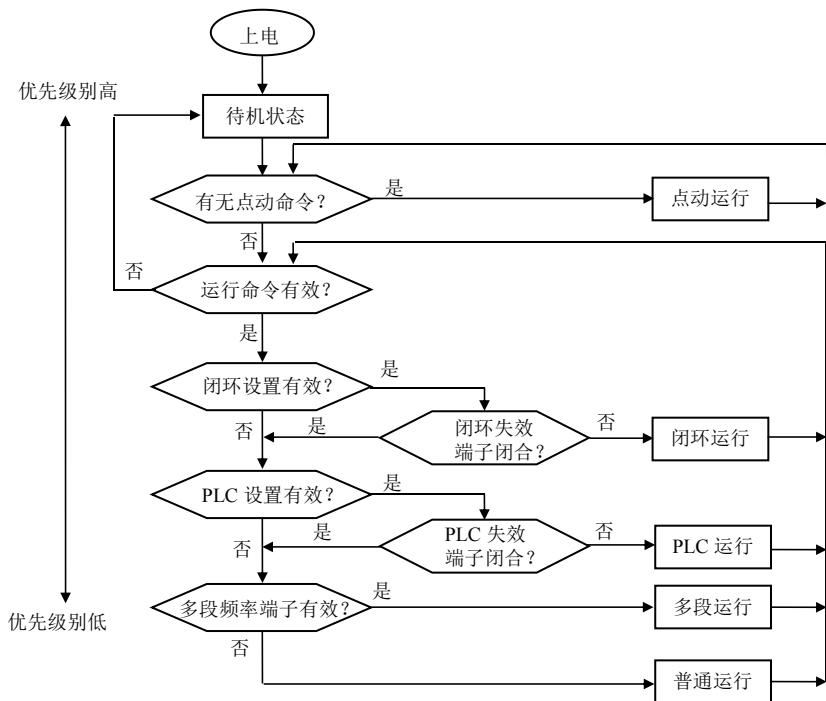 上电
优先级别高
待机状态
有无点动命令？
是
点动运行
否
否
运行命令有效？
是
闭环设置有效？
是
否
是
闭环失效
端子闭合？
否
闭环运行
PLC 设置有效？
是
否
是
PLC 失效
端子闭合？
否
PLC 运行
多段频率端子有效？
是
多段运行
优先级别低
否
普通运行